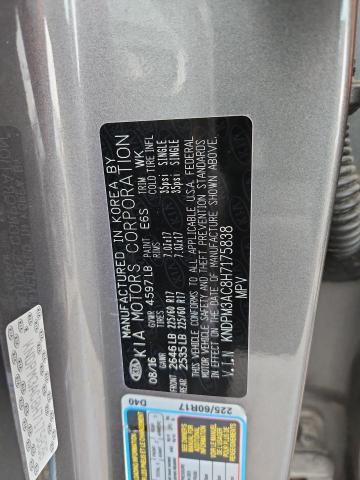 MANUFACTURED IN KOREA BY
KIA MOTORS CORPORATION
08/16 GVWR 4597LB PAINT E6S TRIM WK
RIMS COLD TIRE INFL
FRONT 2646LB 225/60 R17 7.0Jx17 35psi SINGLE
REAR 2535LB 225/60 R17 7.0Jx17 35psi SINGLE
THIS VEHICLE CONFORMS TO ALL APPLICABLE U.S.A. FEDERAL
MOTOR VEHICLE SAFETY AND THEFT PREVENTION STANDARDS
IN EFFECT ON THE DATE OF MANUFACTURE SHOWN ABOVE.
V.I.N KNDPM3AC8H7175838
MPV
225/60R17
D40